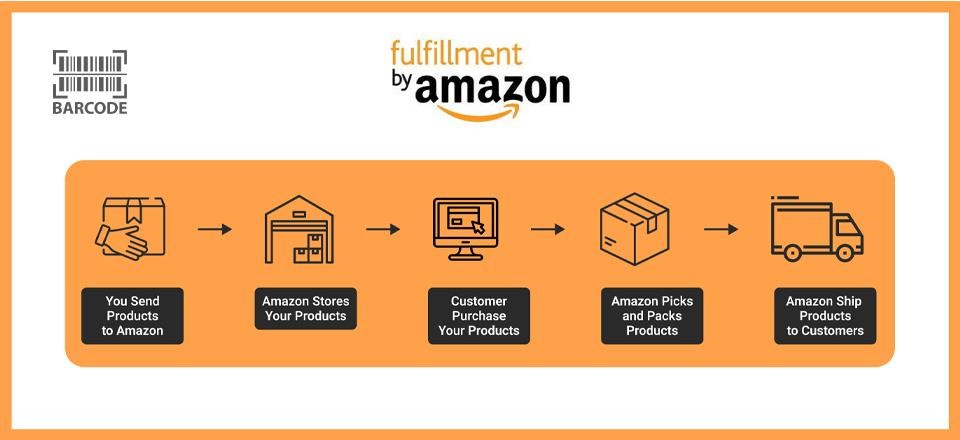 BARCODE
fulfillment
by amazon
You Send
Products
to Amazon
Amazon Stores
Your Products
Customer
Purchase
Your Products
Amazon Picks
and Packs
Products
Amazon Ship
Products
to Customers